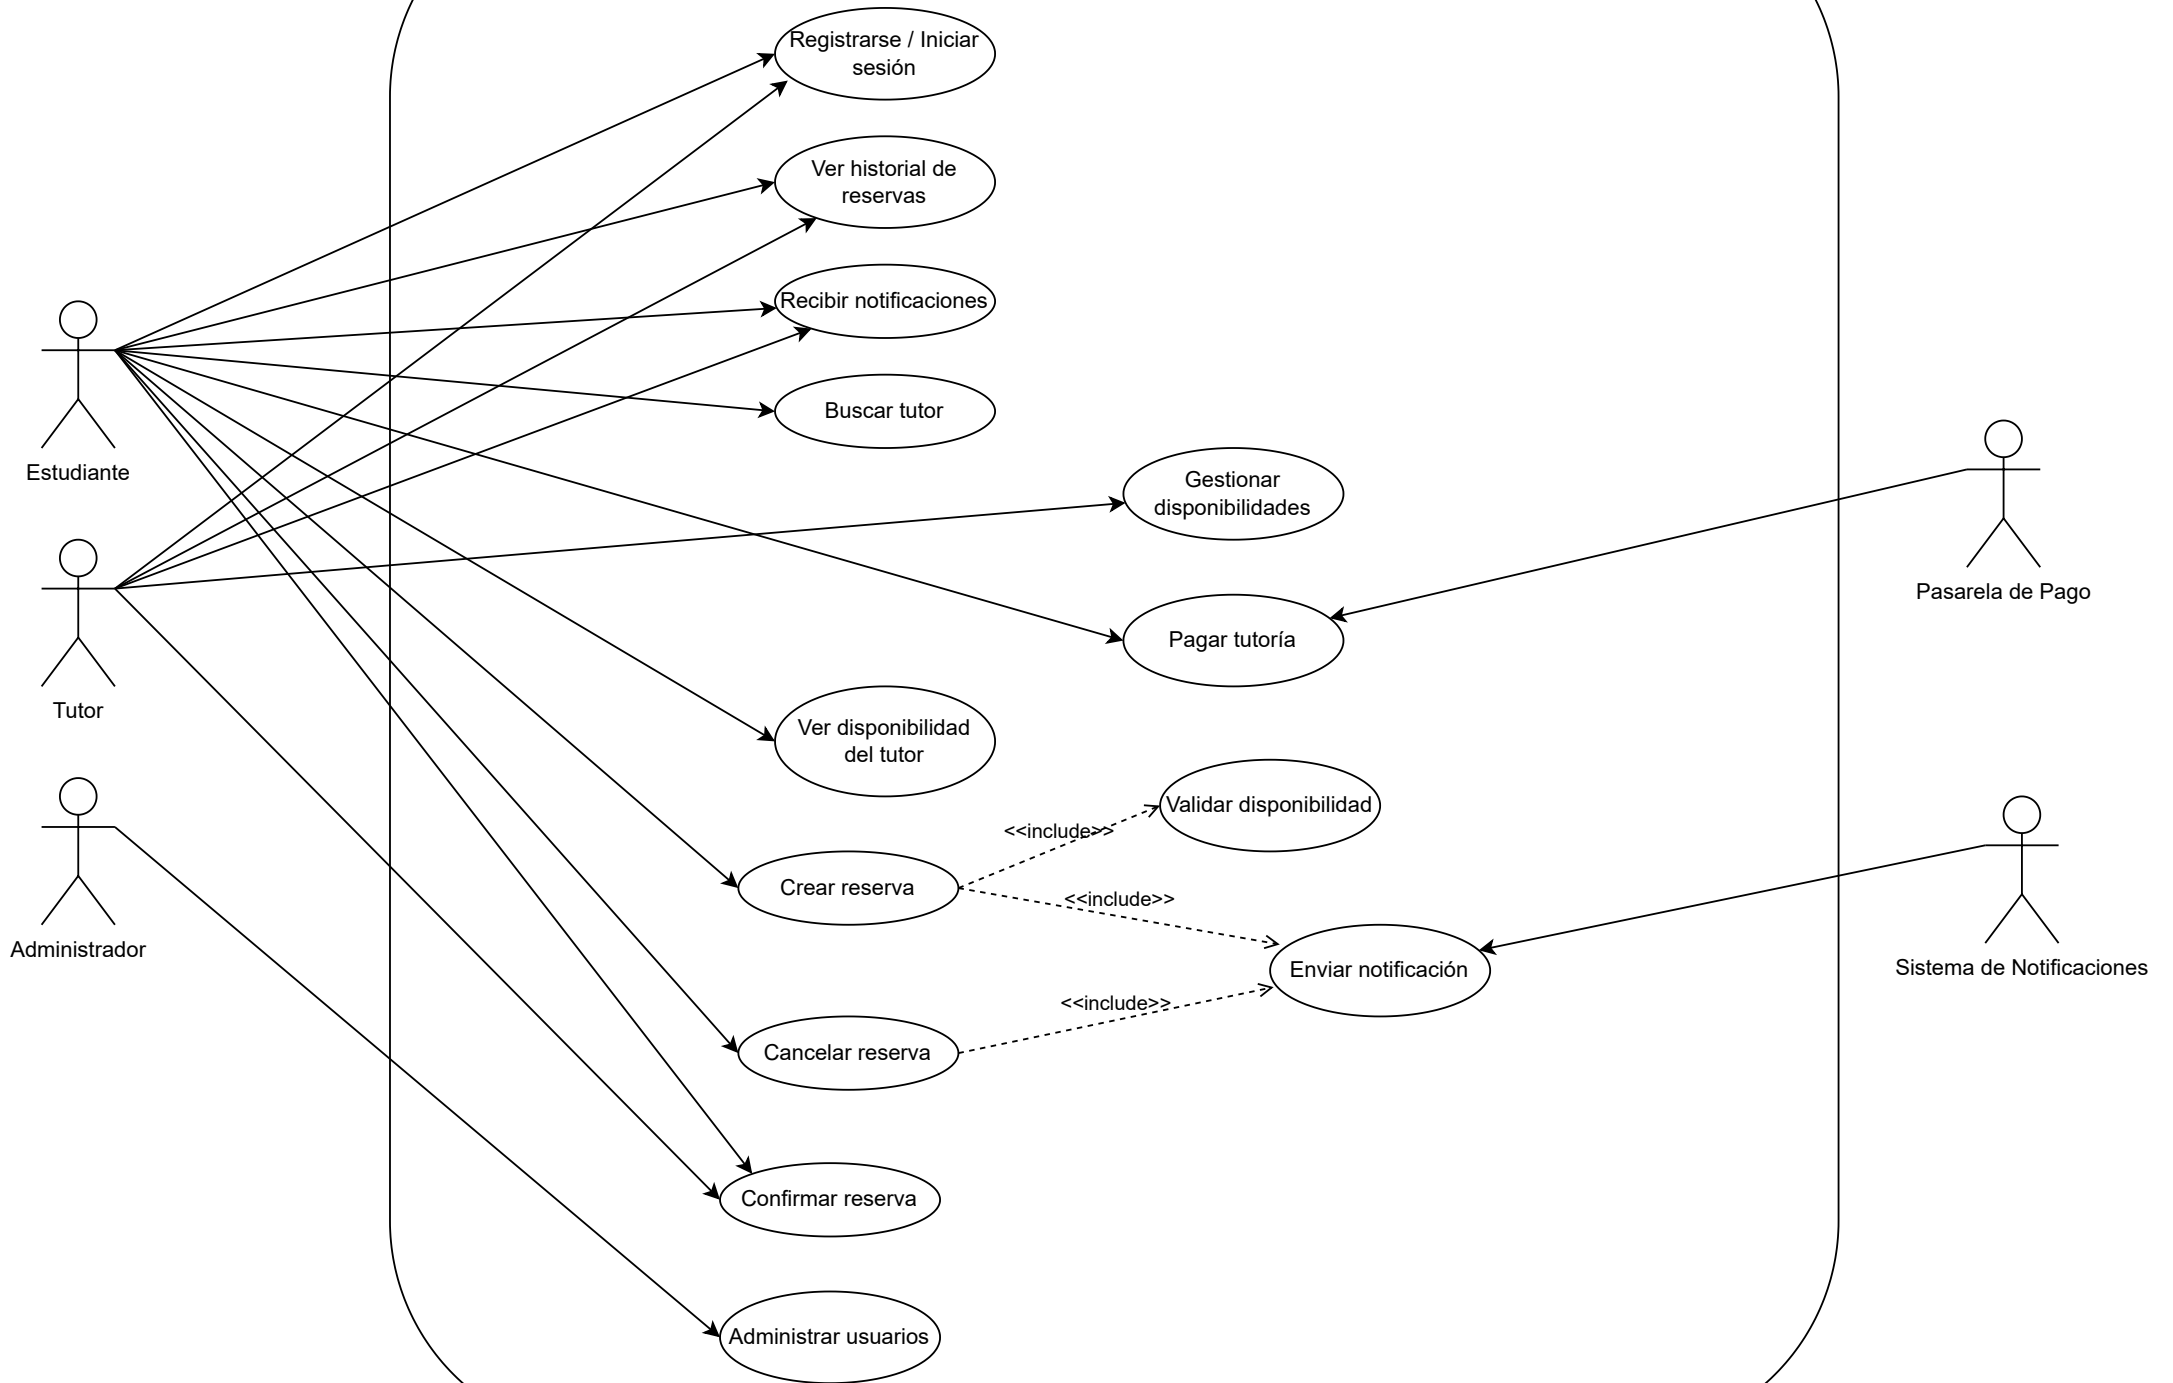 Registrarse / Iniciar
sesión
Ver historial de
reservas
Recibir notificaciones
Buscar tutor
Estudiante
Gestionar
disponibilidades
Pasarela de Pago
Pagar tutoría
Tutor
Ver disponibilidad
del tutor
Validar disponibilidad
<<include>>
Crear reserva
<<include>>
Administrador
Enviar notificación
Sistema de Notificaciones
<<include>>
Cancelar reserva
Confirmar reserva
Administrar usuarios